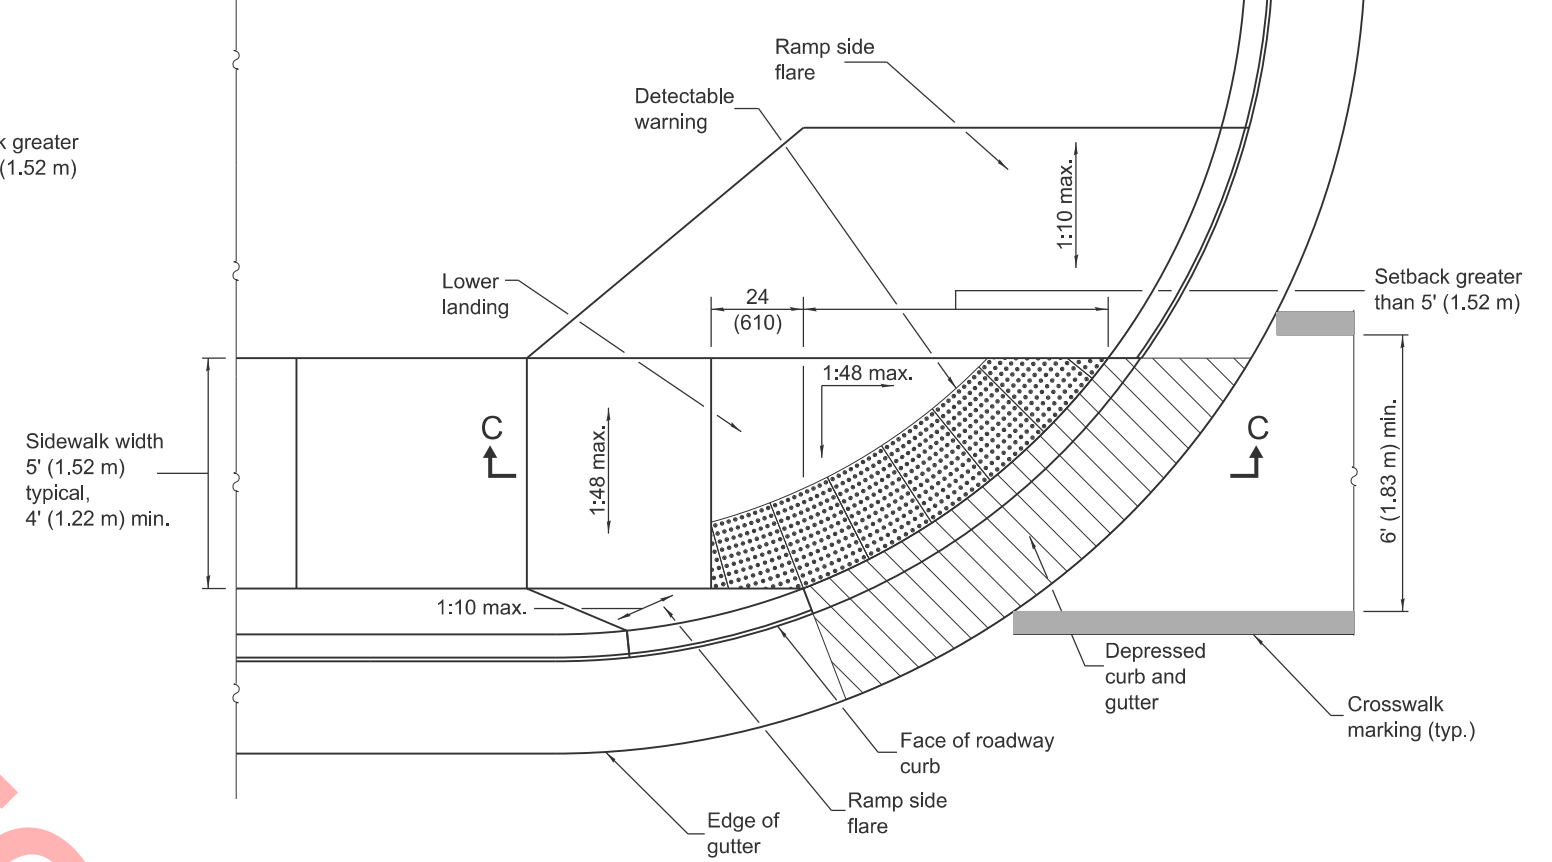 Ramp side
flare
Detectable
warning
k greater
(1.52 m)
1:10 max.
Lower
landing
24
(610)
Setback greater
than 5' (1.52 m)
1:48 max.
C
C
Sidewalk width
5' (1.52 m)
typical,
4' (1.22 m) min.
1:48 max.
6' (1.83 m) min.
1:10 max.
Depressed
curb and
gutter
Crosswalk
marking (typ.)
Face of roadway
curb
Ramp side
flare
Edge of
gutter